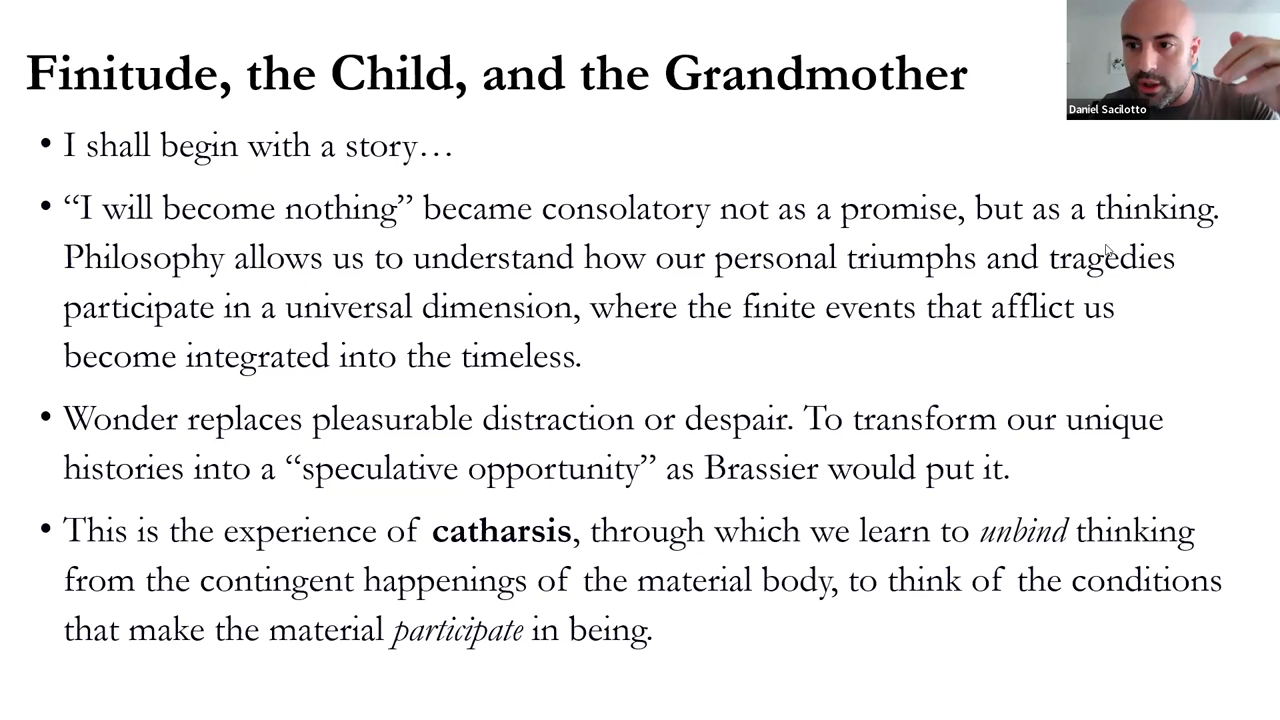 Finitude, the Child, and the Grandmother
Daniel Sacilotto
• I shall begin with a story…
• “I will become nothing” became consolatory not as a promise, but as a thinking.
Philosophy allows us to understand how our personal triumphs and tragedies
participate in a universal dimension, where the finite events that afflict us
become integrated into the timeless.
• Wonder replaces pleasurable distraction or despair. To transform our unique
histories into a “speculative opportunity” as Brassier would put it.
• This is the experience of catharsis, through which we learn to unbind thinking
from the contingent happenings of the material body, to think of the conditions
that make the material participate in being.